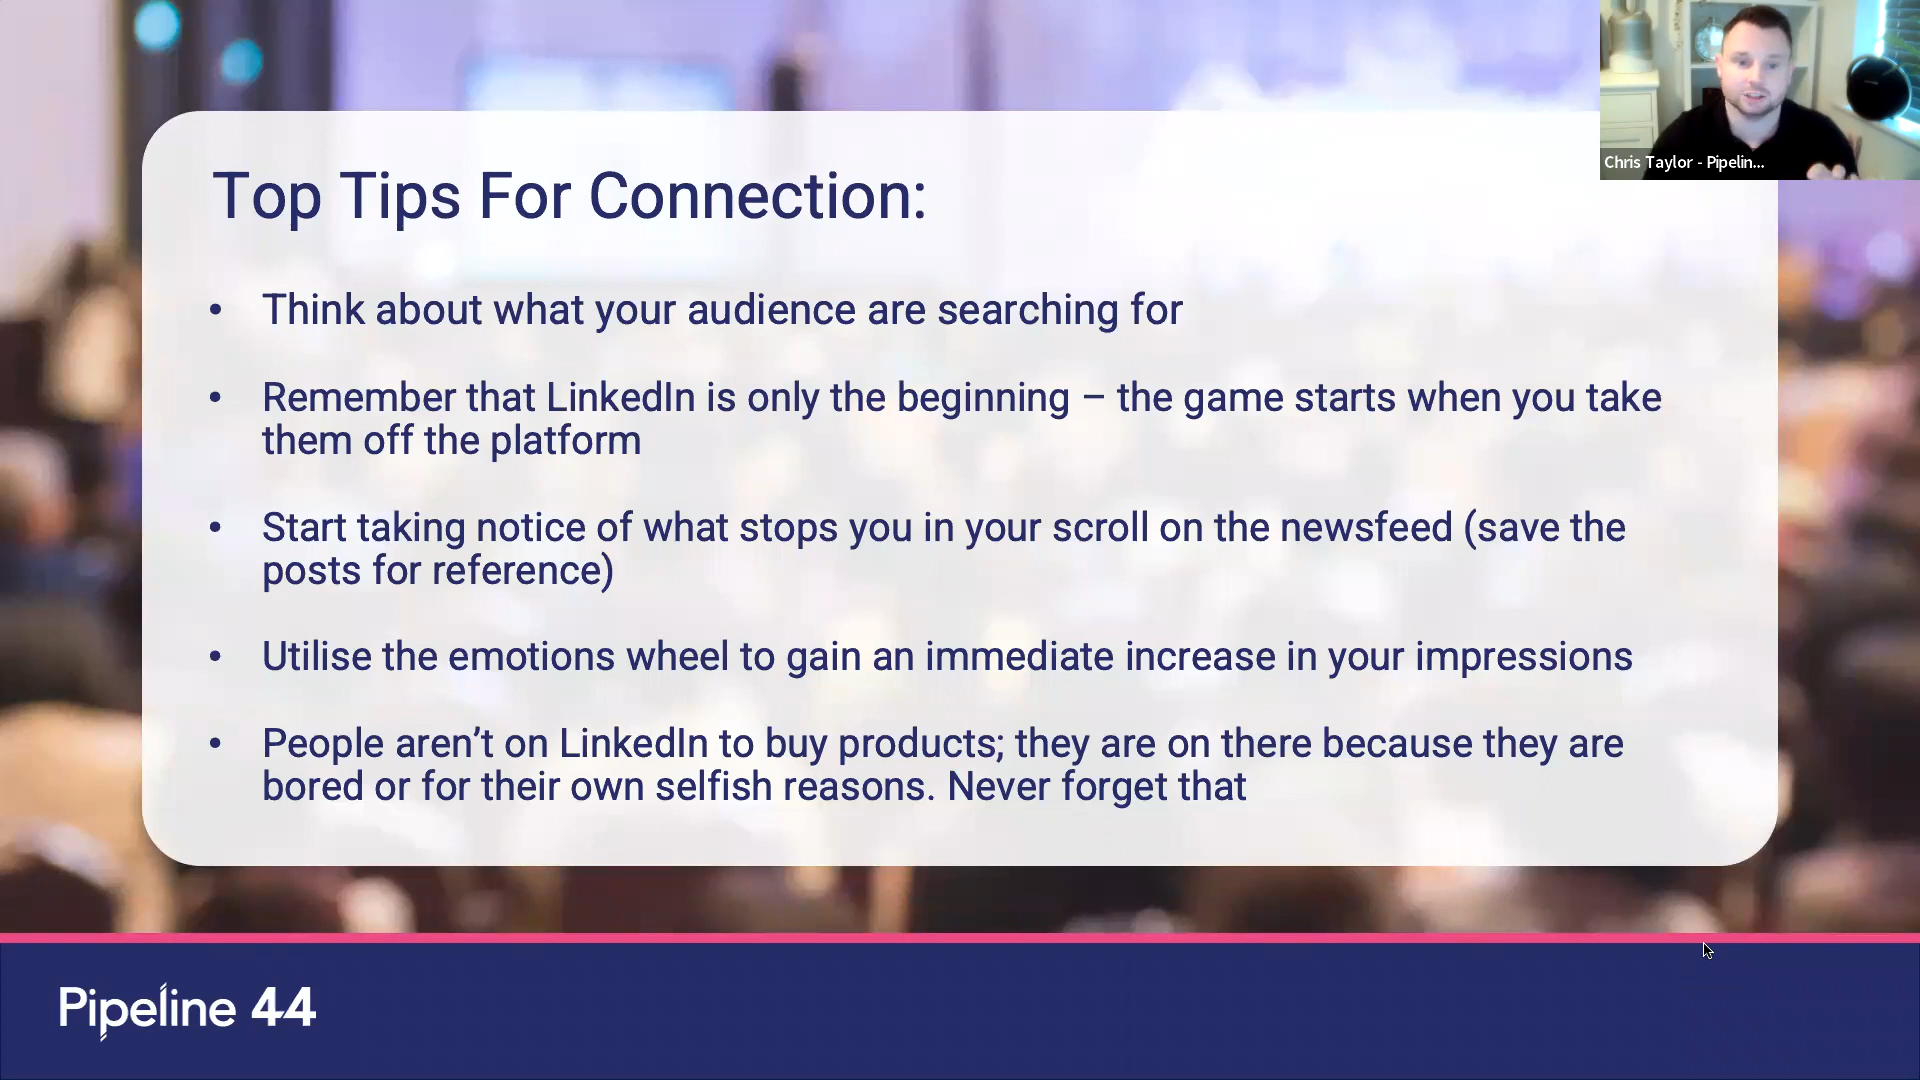 Chris Taylor - Pipelin...
Top Tips For Connection:
• Think about what your audience are searching for
• Remember that LinkedIn is only the beginning – the game starts when you take
them off the platform
• Start taking notice of what stops you in your scroll on the newsfeed (save the
posts for reference)
• Utilise the emotions wheel to gain an immediate increase in your impressions
• People aren’t on LinkedIn to buy products; they are on there because they are
bored or for their own selfish reasons. Never forget that
Pipeline 44